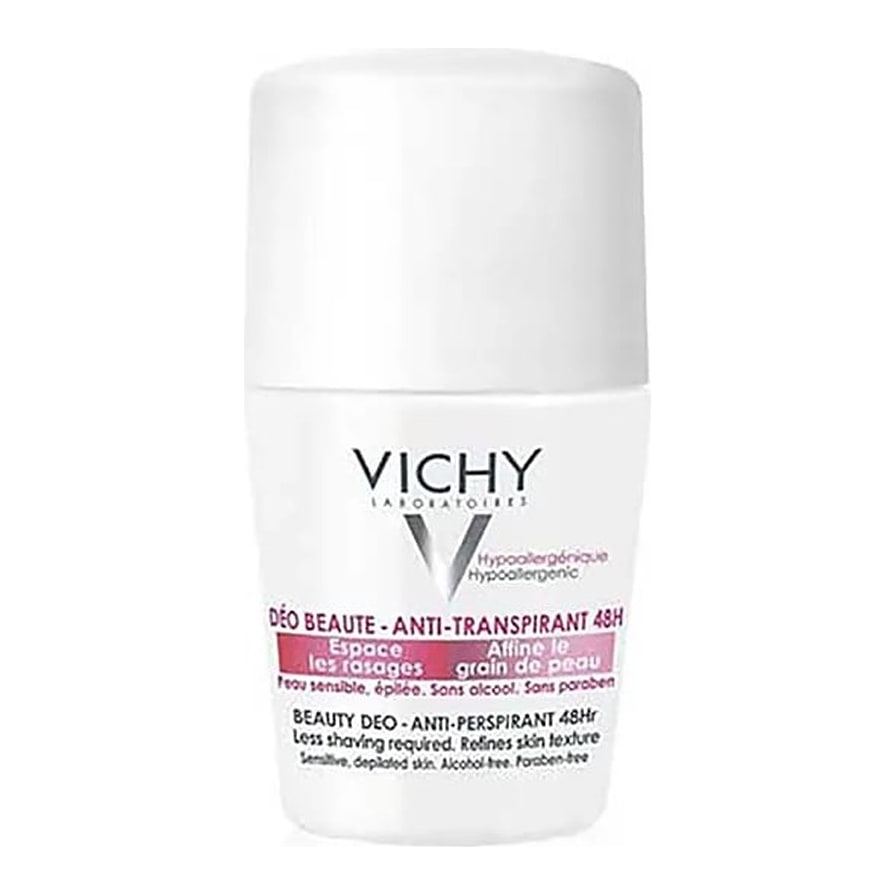 VICHY
LABORATOIRES
Hypoallergénique
Hypoallergenic
DÉO BEAUTE - ANTI-TRANSPIRANT 48H
Espace
les rasages
Affine le
grain de peau
Peau sensible, épilée. Sans alcool. Sans paraben
BEAUTY DEO - ANTI-PERSPIRANT 48Hr
Less shaving required. Refines skin texture
Sensitive, depilated skin. Alcohol-free. Paraben-free